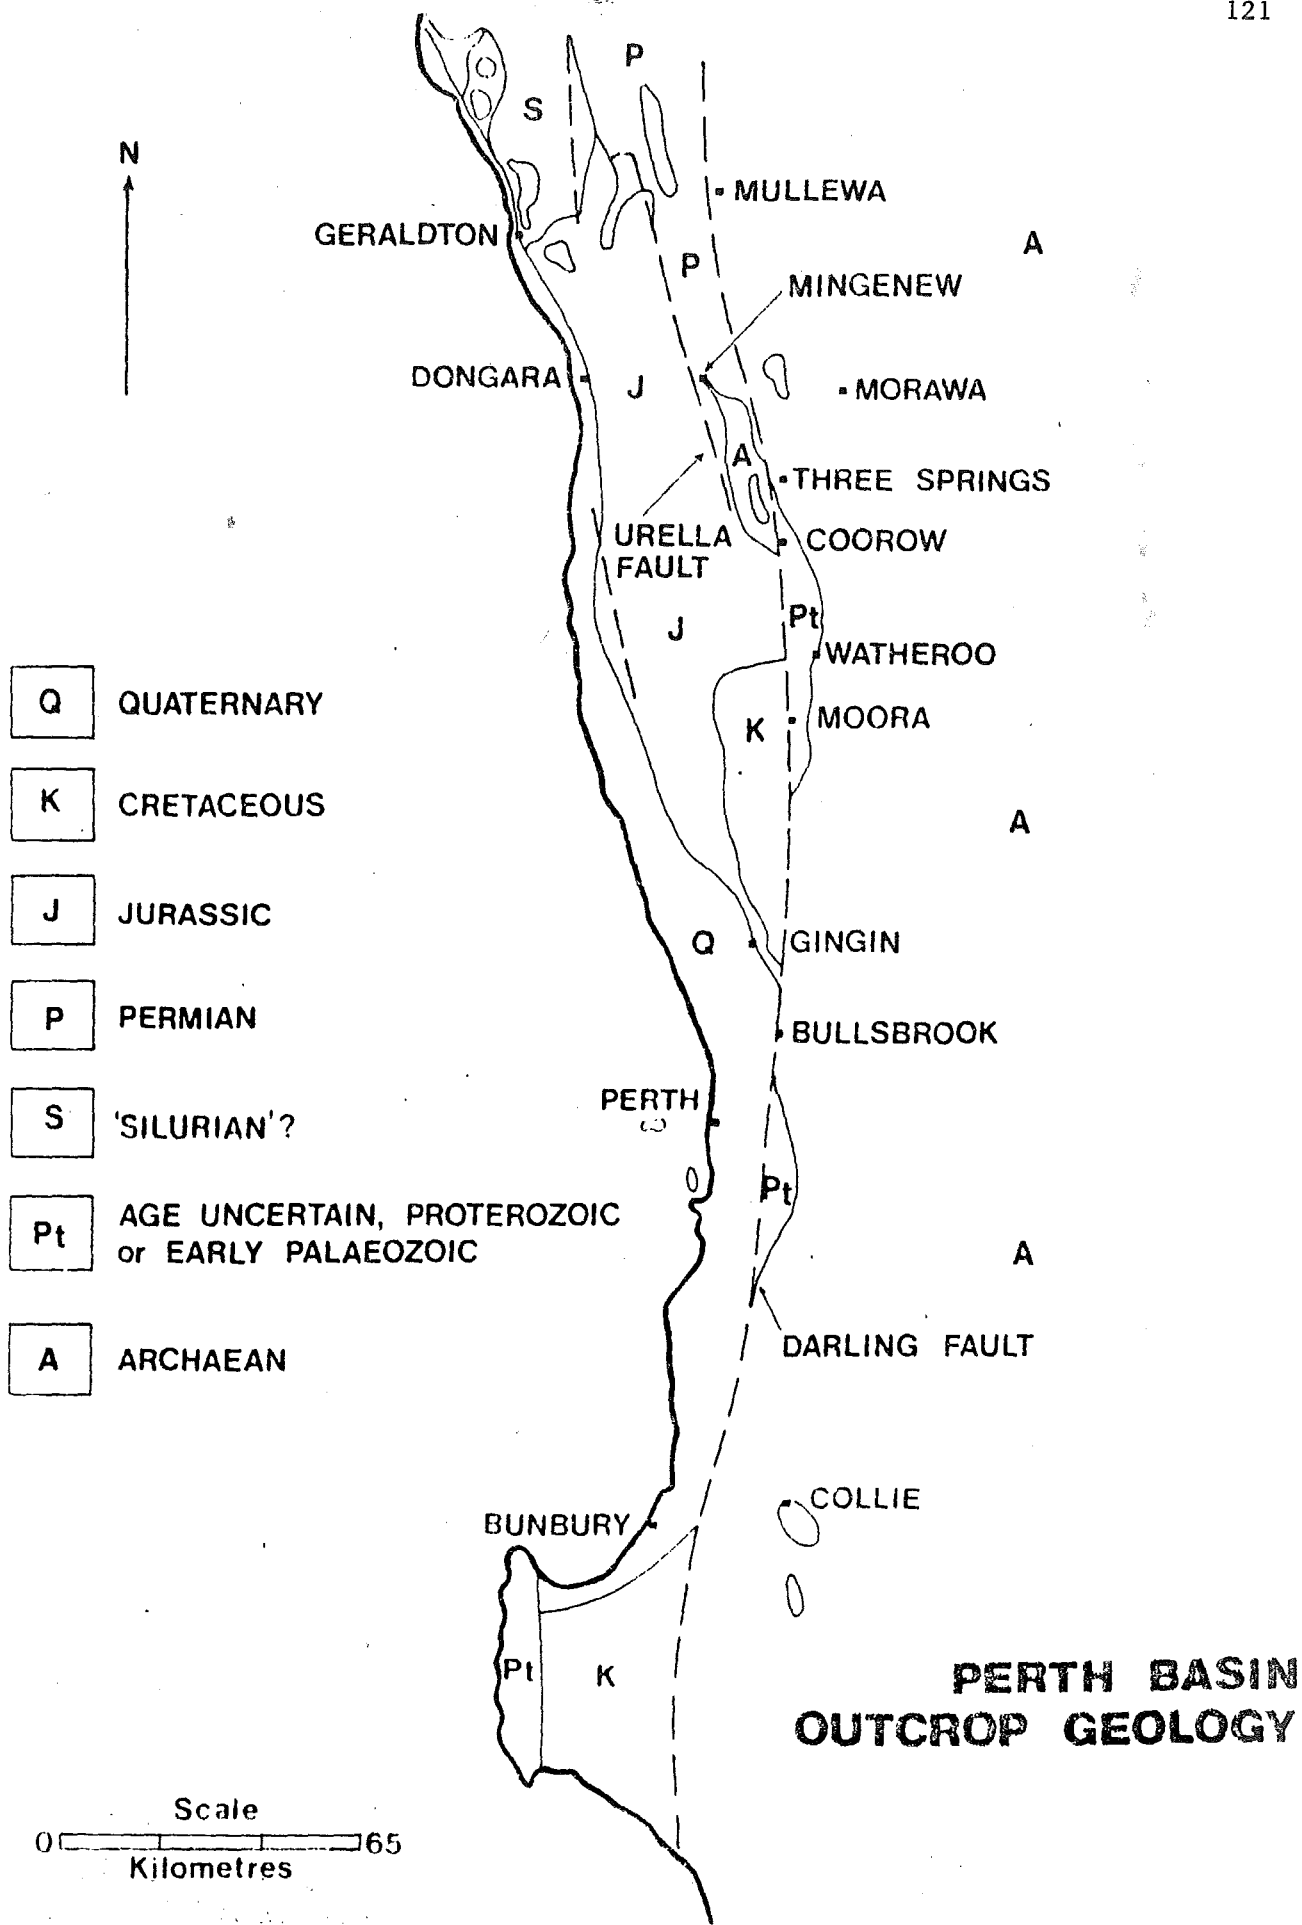 121
P
S
N
MULLEWA
GERALDTON
A
P
MINGENEW
DONGARA
J
MORAWA
A
THREE SPRINGS
URELLA
FAULT
COOROW
Pt
J
WATHEROO
Q QUATERNARY
K
MOORA
K CRETACEOUS
A
J JURASSIC
Q
GINGIN
P PERMIAN
BULLSBROOK
PERTH
S 'SILURIAN'?
Pt
Pt AGE UNCERTAIN, PROTEROZOIC
or EARLY PALAEOZOIC
A
DARLING FAULT
A ARCHAEAN
COLLIE
BUNBURY
Pt
K
PERTH BASIN
OUTCROP GEOLOGY
Scale
0 65
Kilometres